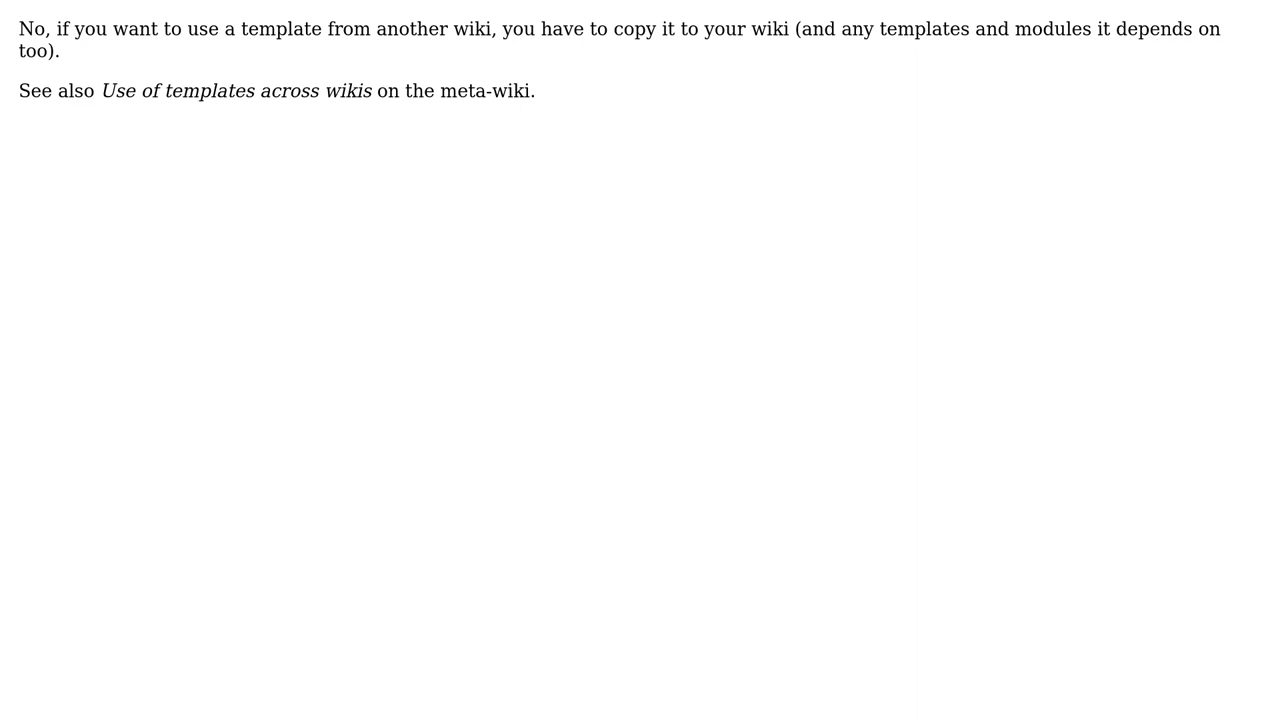 No, if you want to use a template from another wiki, you have to copy it to your wiki (and any templates and modules it depends on
too).
See also Use of templates across wikis on the meta-wiki.